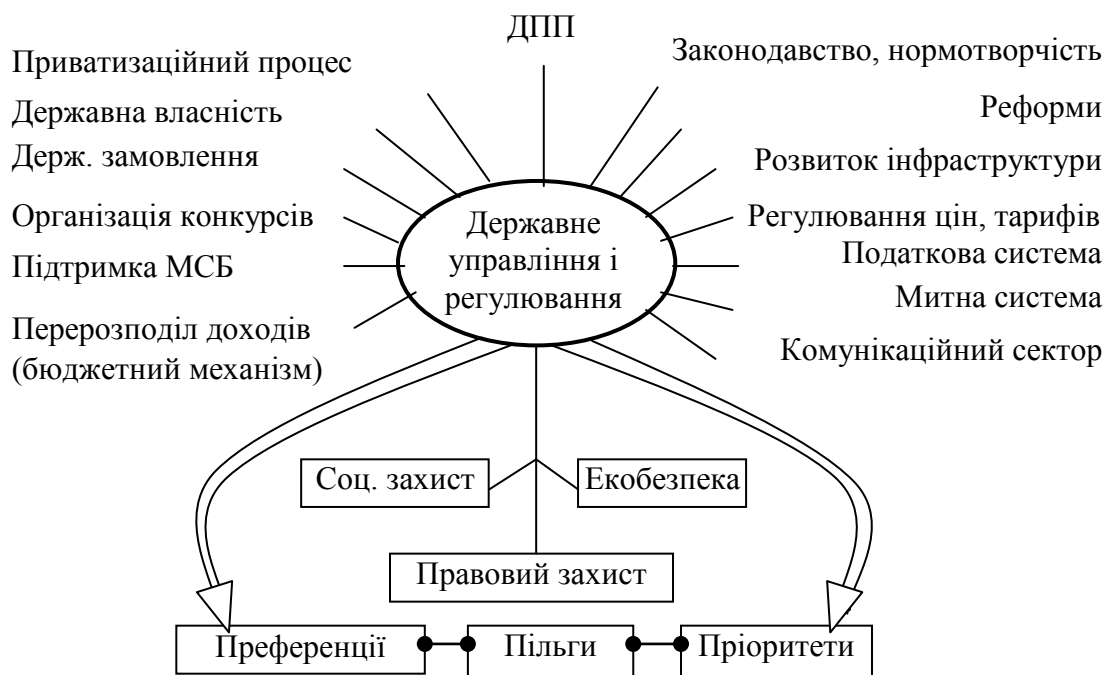 ДПП
Приватизаційний процес
Державна власність
Держ. замовлення
Організація конкурсів
Підтримка МСБ
Перерозподіл доходів
(бюджетний механізм)
Законодавство, нормотворчість
Реформи
Розвиток інфраструктури
Регулювання цін, тарифів
Податкова система
Митна система
Комунікаційний сектор
Державне
управління і
регулювання
Соц. захист
Екобезпека
Правовий захист
Преференції
Пільги
Пріоритети